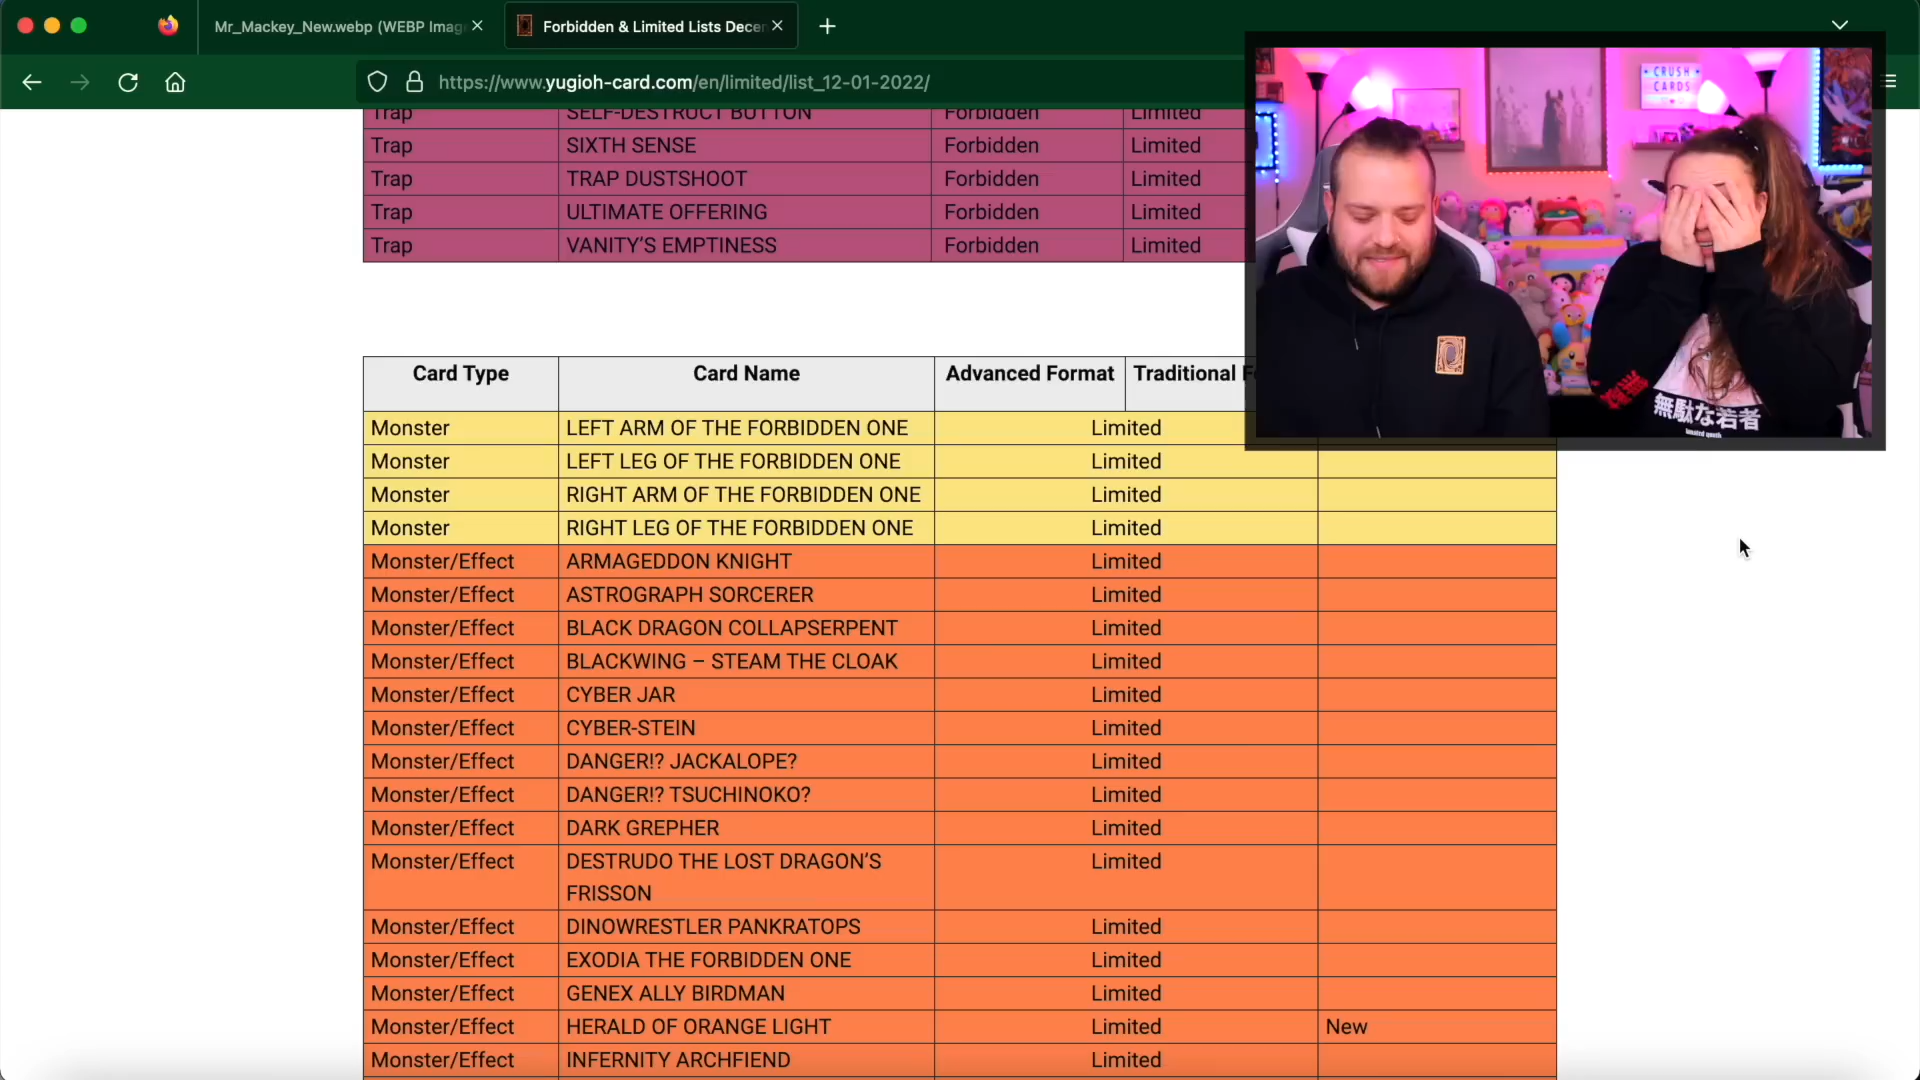 Mr_Mackey_New.webp (WEBP Imag
Forbidden & Limited Lists Decem
https://www.yugioh-card.com/en/limited/list_12-01-2022/
Trap SELF-DESTRUCT BUTTON Forbidden Limited
Trap SIXTH SENSE Forbidden Limited
Trap TRAP DUSTSHOOT Forbidden Limited
Trap ULTIMATE OFFERING Forbidden Limited
Trap VANITY’S EMPTINESS Forbidden Limited
Card Type Card Name Advanced Format Traditional F
Monster LEFT ARM OF THE FORBIDDEN ONE Limited
Monster LEFT LEG OF THE FORBIDDEN ONE Limited
Monster RIGHT ARM OF THE FORBIDDEN ONE Limited
Monster RIGHT LEG OF THE FORBIDDEN ONE Limited
Monster/Effect ARMAGEDDON KNIGHT Limited
Monster/Effect ASTROGRAPH SORCERER Limited
Monster/Effect BLACK DRAGON COLLAPSERPENT Limited
Monster/Effect BLACKWING – STEAM THE CLOAK Limited
Monster/Effect CYBER JAR Limited
Monster/Effect CYBER-STEIN Limited
Monster/Effect DANGER!? JACKALOPE? Limited
Monster/Effect DANGER!? TSUCHINOKO? Limited
Monster/Effect DARK GREPHER Limited
Monster/Effect DESTRUDO THE LOST DRAGON’S Limited
FRISSON
Monster/Effect DINOWRESTLER PANKRATOPS Limited
Monster/Effect EXODIA THE FORBIDDEN ONE Limited
Monster/Effect GENEX ALLY BIRDMAN Limited
Monster/Effect HERALD OF ORANGE LIGHT Limited New
Monster/Effect INFERNITY ARCHFIEND Limited
CRUSH
CARDS
無駄な若者